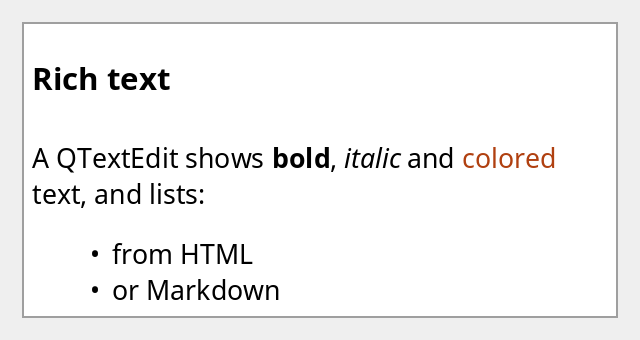 Rich text
A QTextEdit shows bold, italic and colored
text, and lists:
• from HTML
• or Markdown